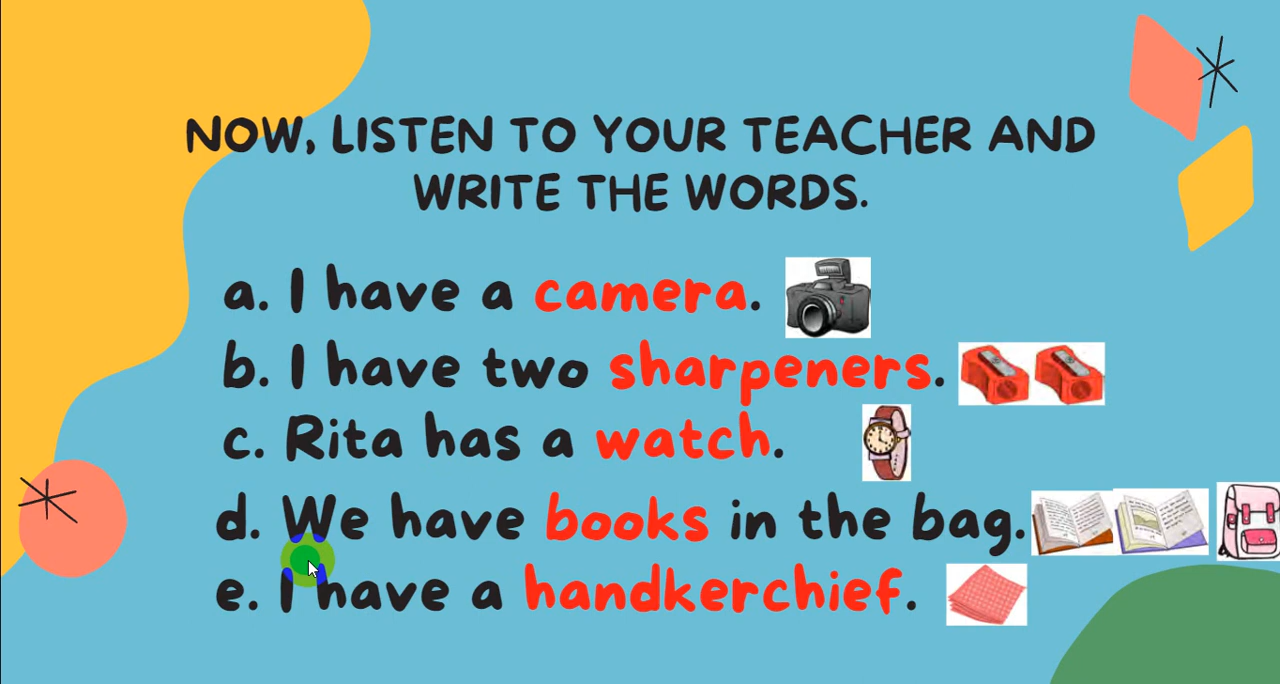 NOW, LISTEN TO YOUR TEACHER AND
WRITE THE WORDS.
a. I have a camera.
b. I have two sharpeners.
c. Rita has a watch.
d. We have books in the bag.
e. I have a handkerchief.